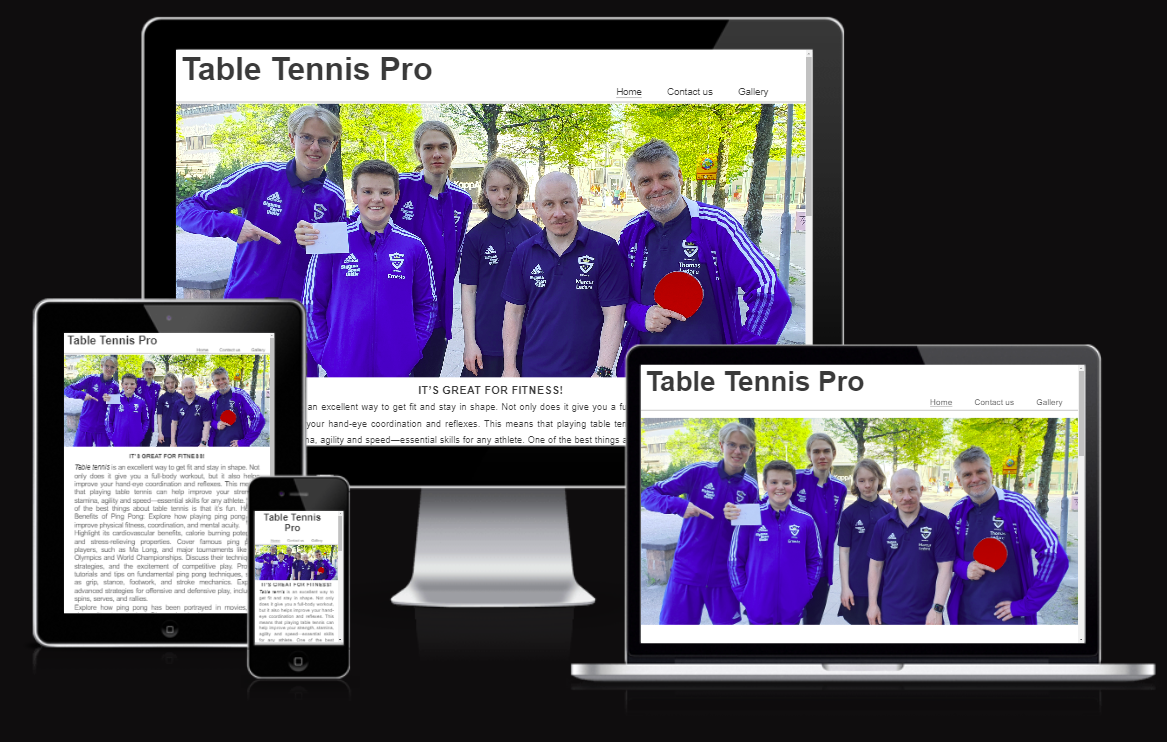 Table Tennis Pro
Home Contact us Gallery
Ernesto
Marcus
Thomas
IT'S GREAT FOR FITNESS!
an excellent way to get fit and stay in shape. Not only does it give you a
your hand-eye coordination and reflexes. This means that playing table
agility and speed—essential skills for any athlete. One of the best things
Table Tennis Pro
Home Contact us Gallery
IT'S GREAT FOR FITNESS!
Table tennis is an excellent way to get fit and stay in shape. Not
only does it give you a full-body workout, but it also helps
improve your hand-eye coordination and reflexes. This
that playing table tennis can help improve your
stamina, agility and speed—essential skills for any athlete.
of the best things about table tennis is that it's fun.
Benefits of Ping Pong: Explore how playing ping pong
improve physical fitness, coordination, and mental acuity.
Highlight its cardiovascular benefits, calorie burning
and stress-relieving properties. Cover famous ping
players, such as Ma Long, and major tournaments like
Olympics and World Championships. Discuss their
strategies, and the excitement of competitive play.
tutorials and tips on fundamental ping pong techniques,
as grip, stance, footwork, and stroke mechanics.
advanced strategies for offensive and defensive play,
spins, serves, and rallies.
Explore how ping pong has been portrayed in movies,
Table Tennis
Pro
Home Contact us Gallery
IT'S GREAT FOR FITNESS!
Table tennis is an excellent way to
get fit and stay in shape. Not only
does it give you a full-body workout,
but it also helps improve your hand-
eye coordination and reflexes. This
means that playing table tennis can
help improve your strength, stamina,
agility and speed—essential skills
for any athlete. One of the best
Table Tennis Pro
Home Contact us Gallery
Ernesto
Marcus
Thomas